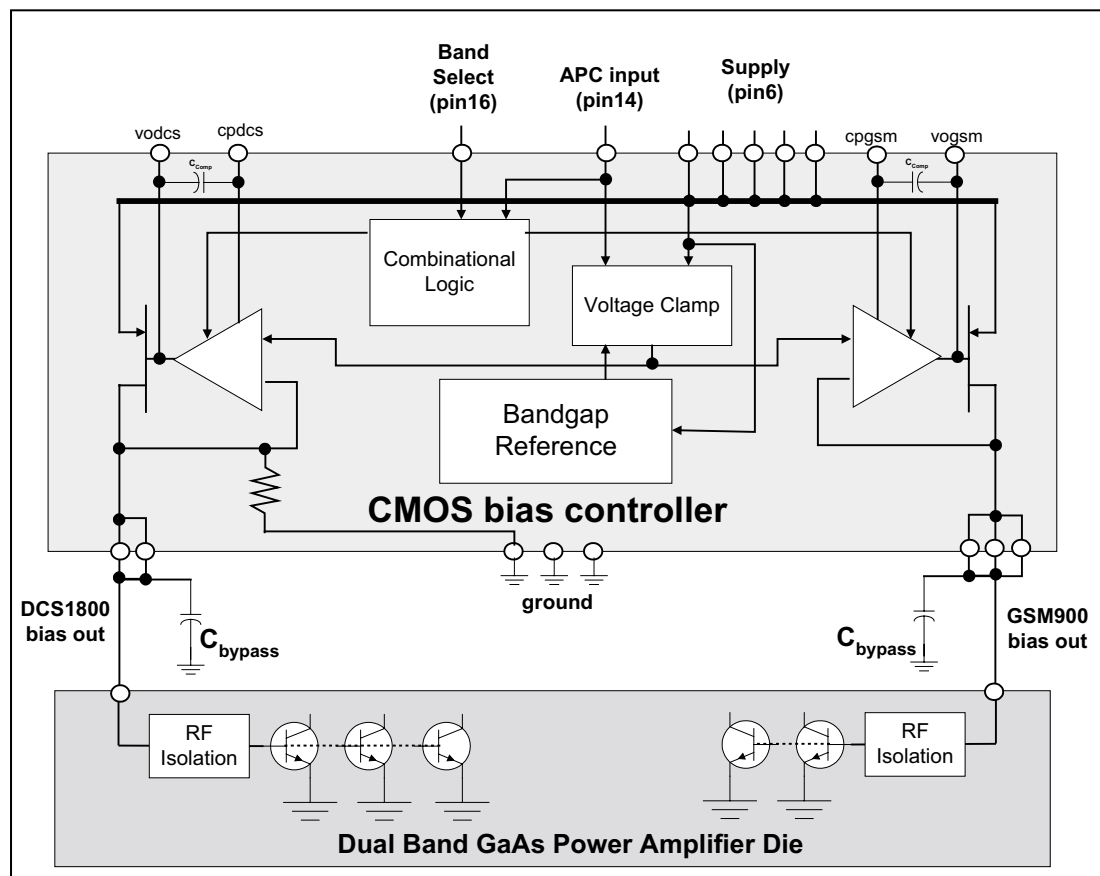 Band
Select
(pin16)
APC input
(pin14)
Supply
(pin6)
vodcs
cpdcs
cpgsm
vogsm
CComp
CComp
Combinational
Logic
Voltage Clamp
Bandgap
Reference
CMOS bias controller
ground
DCS1800
bias out
Cbypass
Cbypass
GSM900
bias out
RF
Isolation
RF
Isolation
Dual Band GaAs Power Amplifier Die